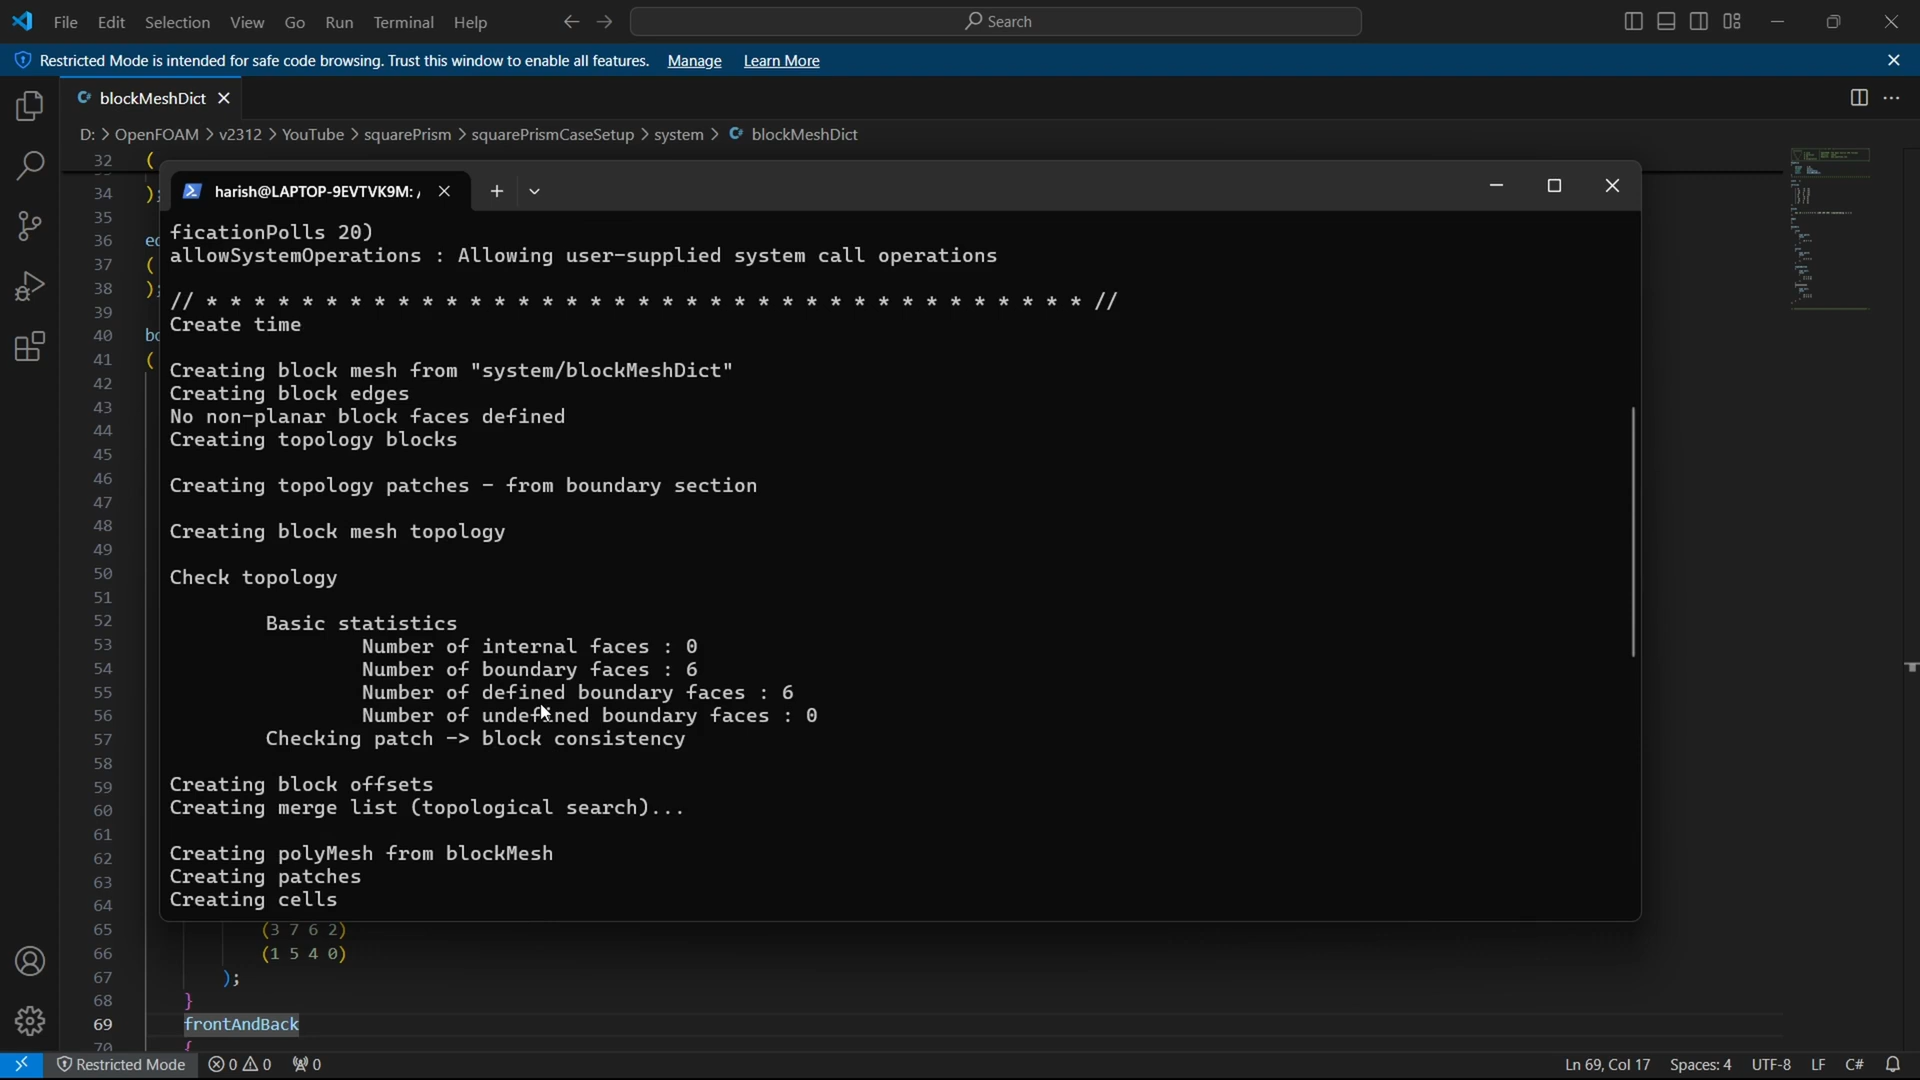 File Edit Selection View Go Run Terminal Help
Search
Restricted Mode is intended for safe code browsing. Trust this window to enable all features. Manage Learn More
blockMeshDict
D: > OpenFOAM > v2312 > YouTube > squarePrism > squarePrismCaseSetup > system > blockMeshDict
32 (
34 );
35
36
37 (
38 );
39
40
41 (
42
43
44
45
46
47
48
49
50
51
52
53
54
55
56
57
58
59
60
61
62
63
64
harish@LAPTOP-9EVTVK9M: /
ficationPolls 20)
allowSystemOperations : Allowing user-supplied system call operations
// * * * * * * * * * * * * * * * * * * * * * * * * * * * * * * * * * * * * * //
Create time
Creating block mesh from "system/blockMeshDict"
Creating block edges
No non-planar block faces defined
Creating topology blocks
Creating topology patches - from boundary section
Creating block mesh topology
Check topology
Basic statistics
Number of internal faces : 0
Number of boundary faces : 6
Number of defined boundary faces : 6
Number of undefined boundary faces : 0
Checking patch -> block consistency
Creating block offsets
Creating merge list (topological search)...
Creating polyMesh from blockMesh
Creating patches
Creating cells
65 (3 7 6 2)
66 (1 5 4 0)
67 );
68 }
69 frontAndBack
70 {
Restricted Mode 0 0 0 Ln 69, Col 17 Spaces: 4 UTF-8 LF C#